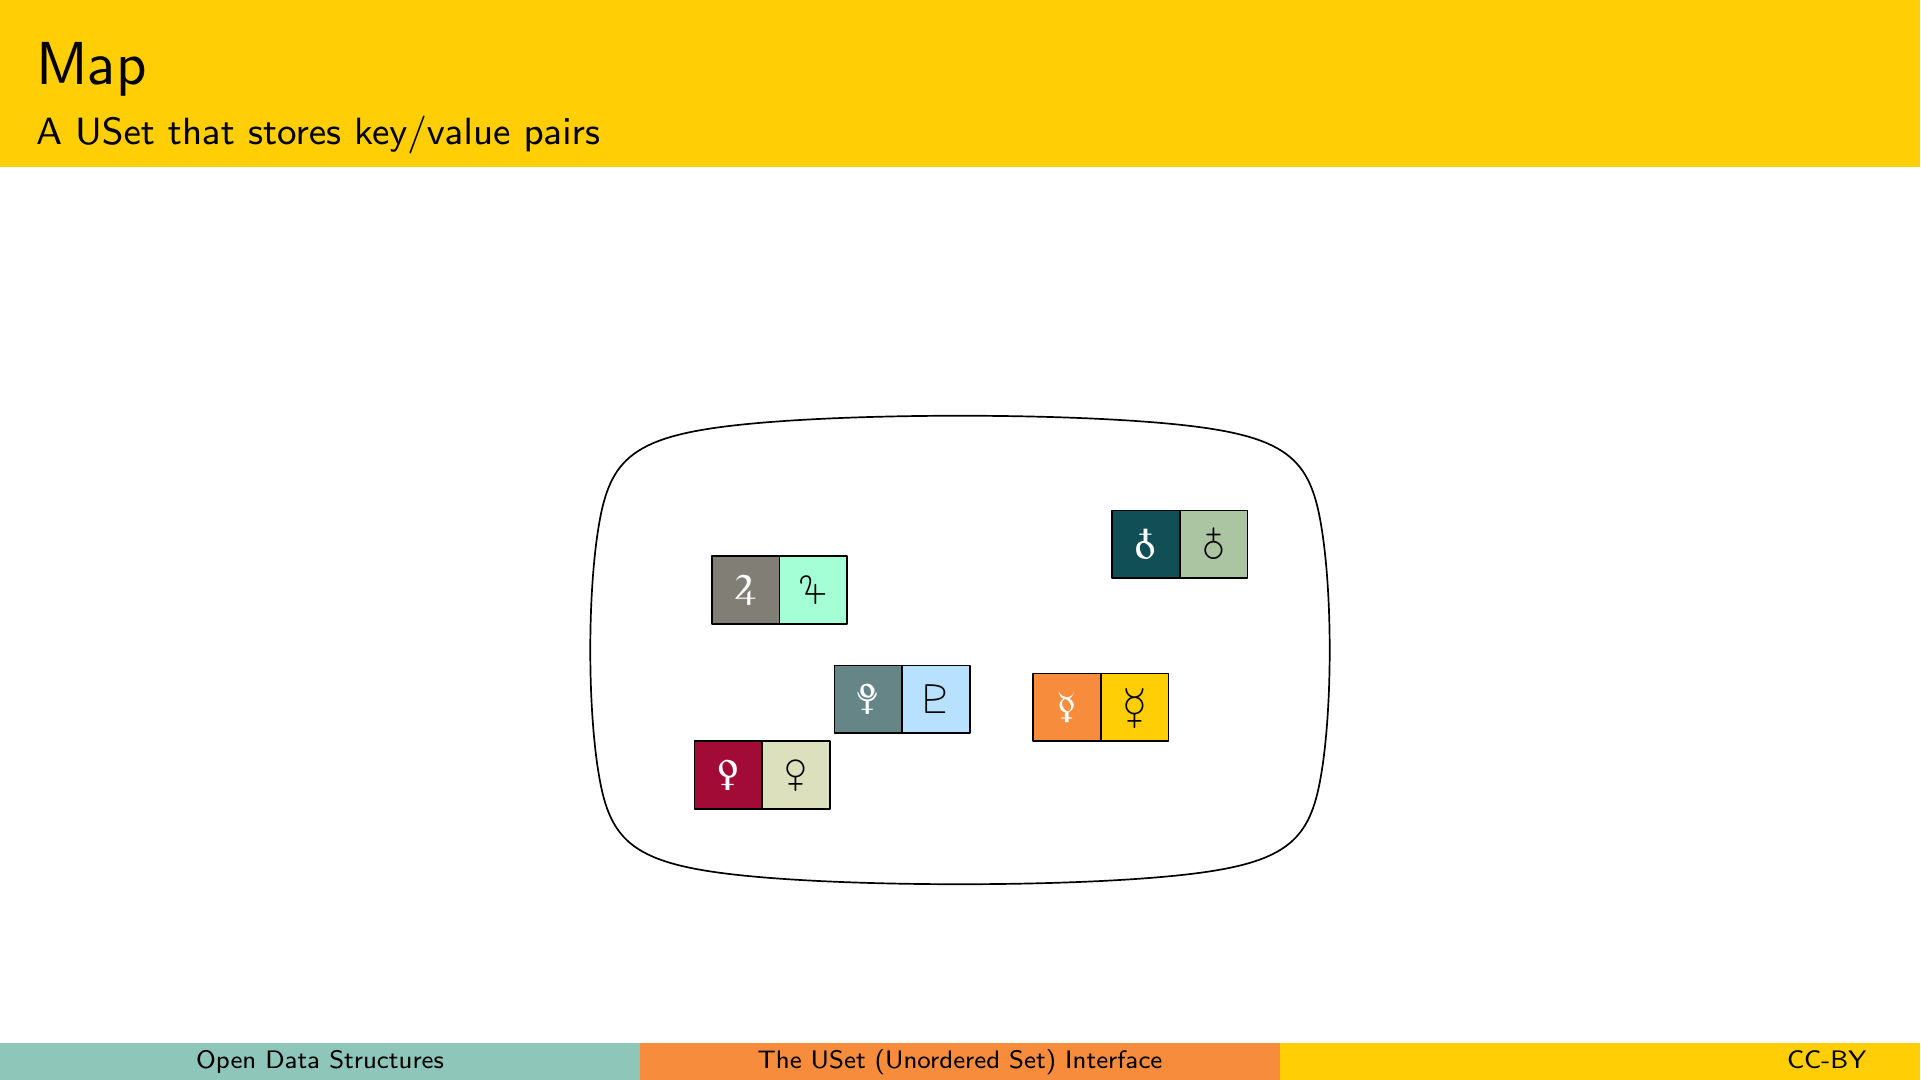 Map
A USet that stores key/value pairs
♁ ♁
♃ ♃
⚴ ♇
☿ ☿
♀ ♀
Open Data Structures
The USet (Unordered Set) Interface
CC-BY